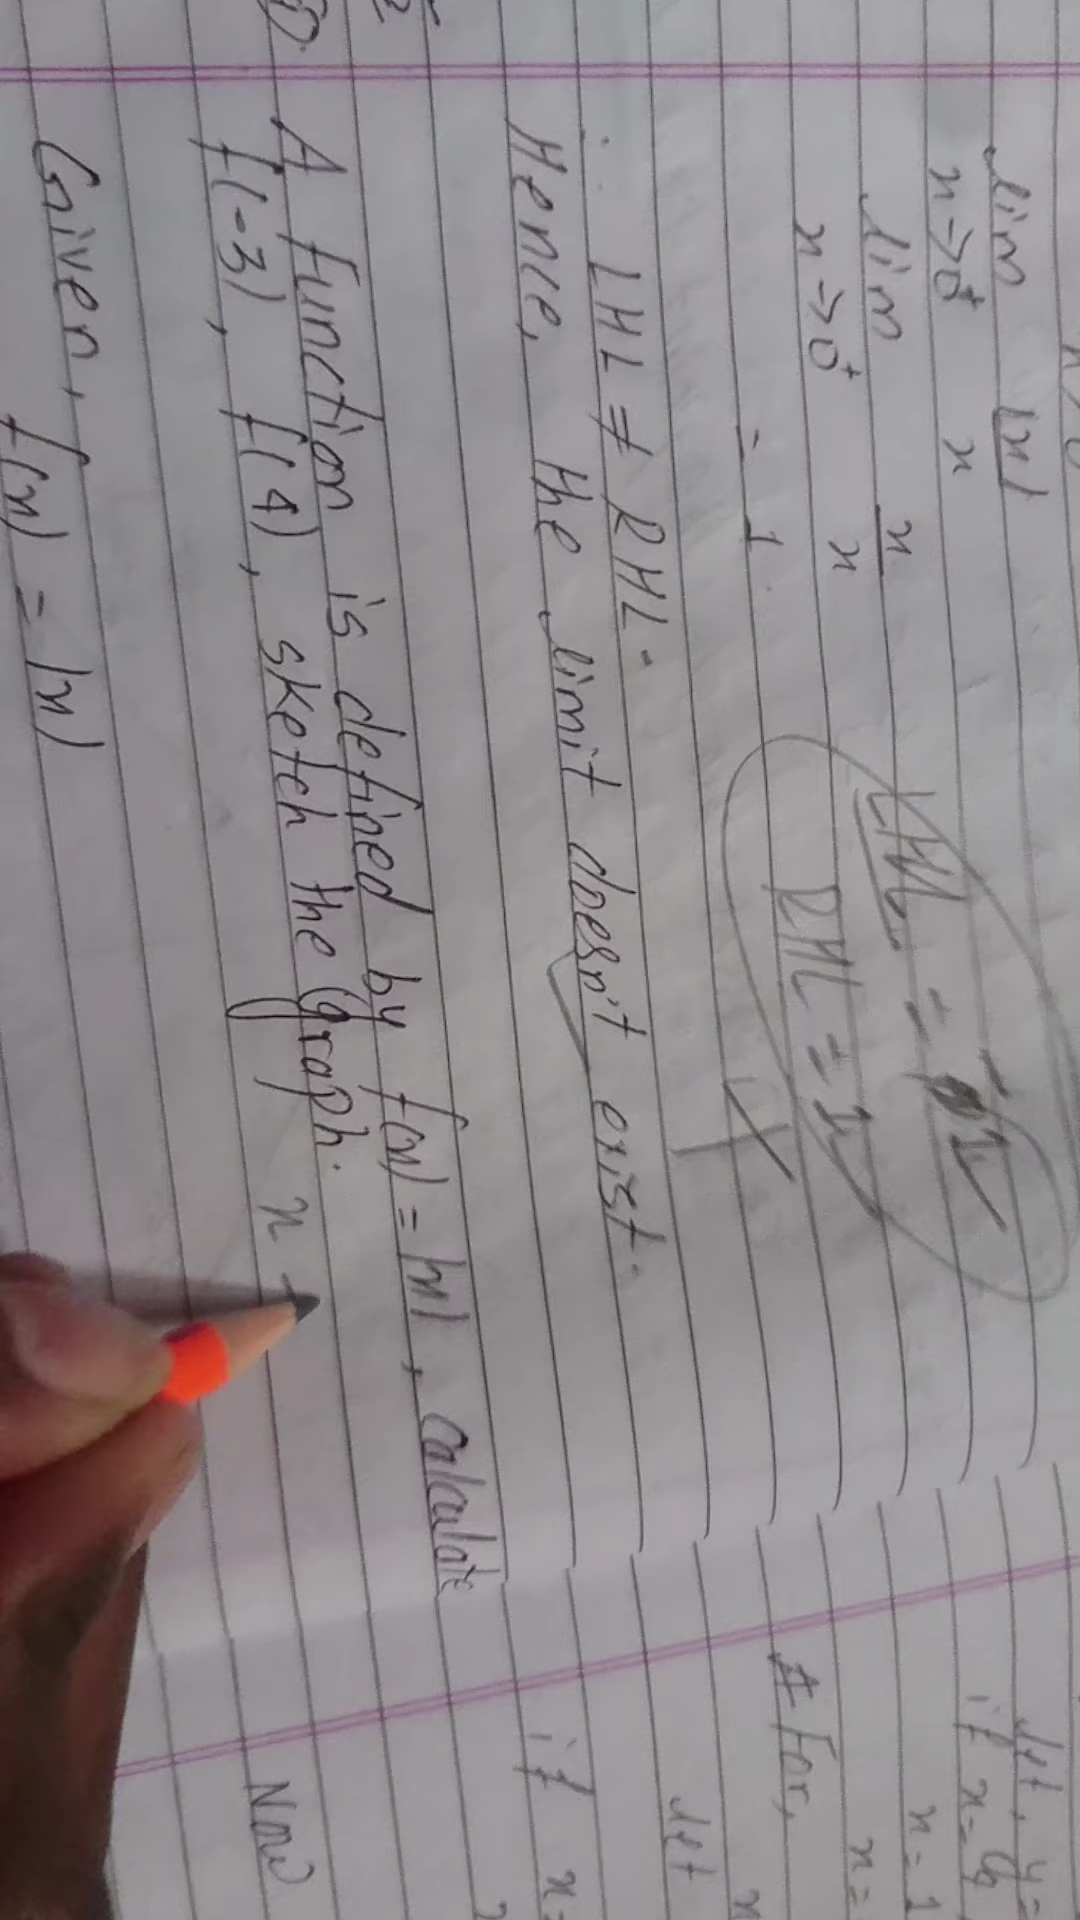 lim |x|
x→0⁺ x
lim x
x→0⁺ x
LHL = -1
= 1.
RHL = 1
LHL ≠ RHL.
Hence, the limit doesn't exist.
A function is defined by f(x) = |x|, calculate
f(-3), f(4), sketch the graph.
x
Given,
f(x) = |x|
let, y =
if x =
x = 1
x =
# For,
x
let
if x =
Now